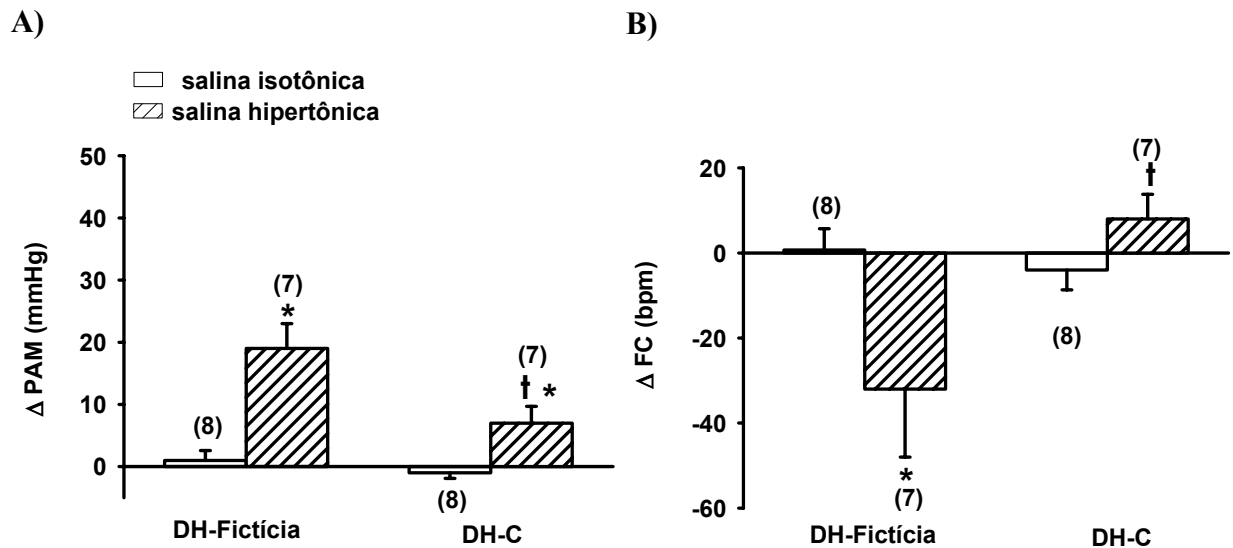 A)
salina isotônica
salina hipertônica
50
40
30
20
10
0
Δ PAM (mmHg)
(8)
(7)
*
(8)
(7)
† *
DH-Fictícia
DH-C
B)
20
0
-20
-40
-60
Δ FC (bpm)
(8)
*
(7)
(8)
(7)
†
DH-Fictícia
DH-C